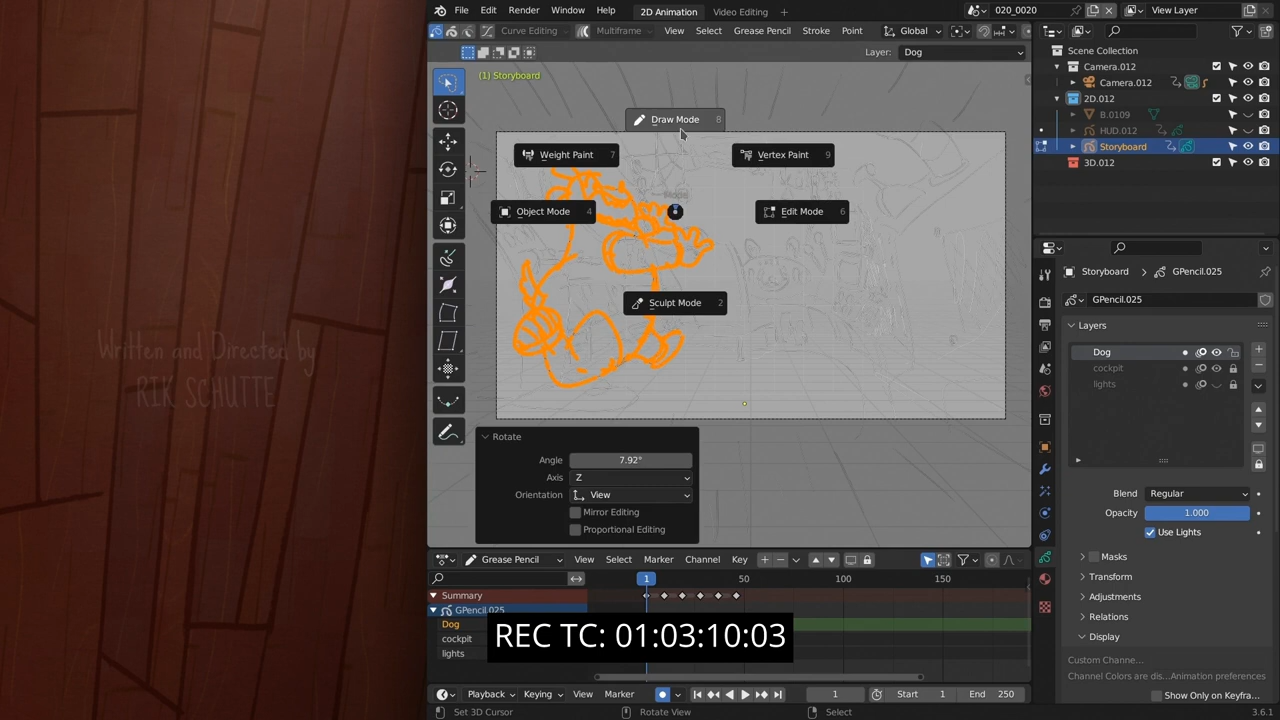 File Edit Render Window Help 2D Animation Video Editing + 020_0020 View Layer
Curve Editing Multiframe View Select Grease Pencil Stroke Point Global
Layer: Dog
(1) Storyboard
Draw Mode 8
Weight Paint 7
Vertex Paint 9
Mode
Object Mode 4
Edit Mode 6
Sculpt Mode 2
Written and Directed by
RIK SCHUTTE
Rotate
Angle 7.92°
Axis Z
Orientation View
Mirror Editing
Proportional Editing
Scene Collection
Camera.012
Camera.012
2D.012
B.0109
HUD.012
Storyboard
3D.012
Storyboard GPencil.025
GPencil.025
Layers
Dog
cockpit
lights
Blend Regular
Opacity 1.000
Use Lights
Masks
Transform
Adjustments
Relations
Display
Custom Channe...
Channel Colors are dis...Animation preferences
Show Only on Keyfra...
Grease Pencil View Select Marker Channel Key
1 50 100 150
Summary
GPencil.025
Dog
cockpit
lights
REC TC: 01:03:10:03
Playback Keying View Marker 1 Start 1 End 250
Set 3D Cursor Rotate View Select 3.6.1